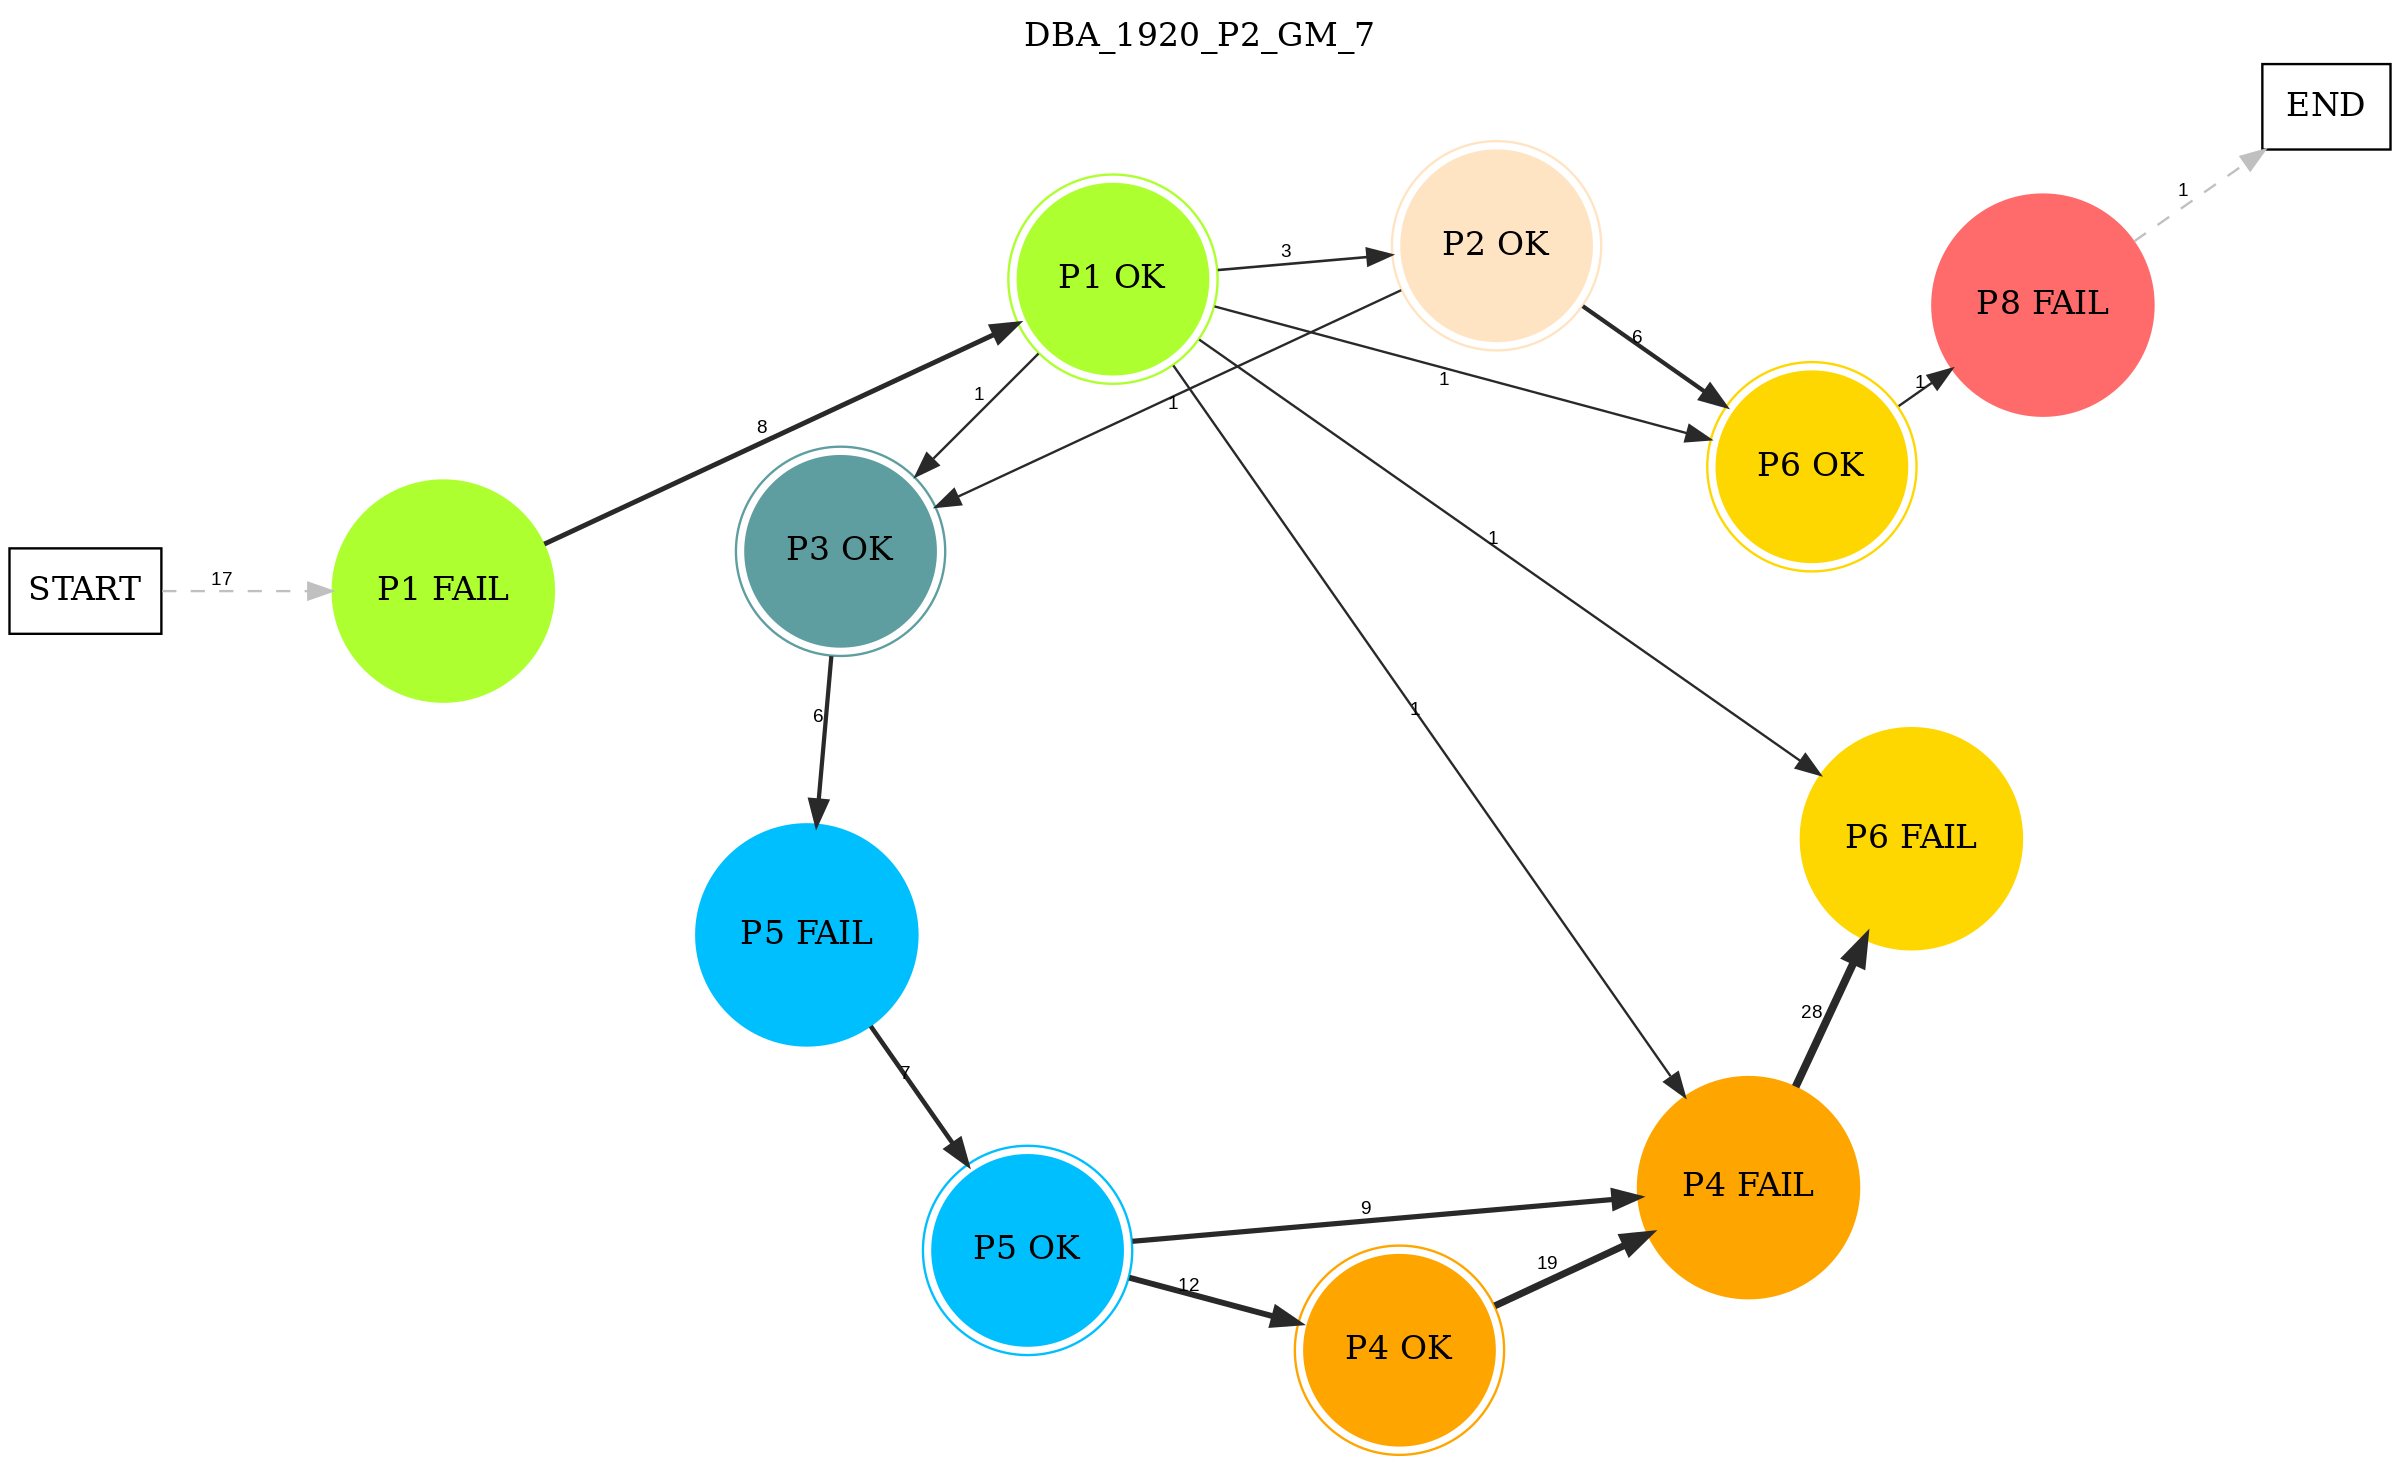 DBA_1920_P2_GM_7
END
P2 OK
3
P1 OK
1
P8 FAIL
6
1
1
1
1
8
P6 OK
1
P3 OK
17
START
P1 FAIL
1
6
P6 FAIL
P5 FAIL
28
7
P4 FAIL
9
P5 OK
19
12
P4 OK